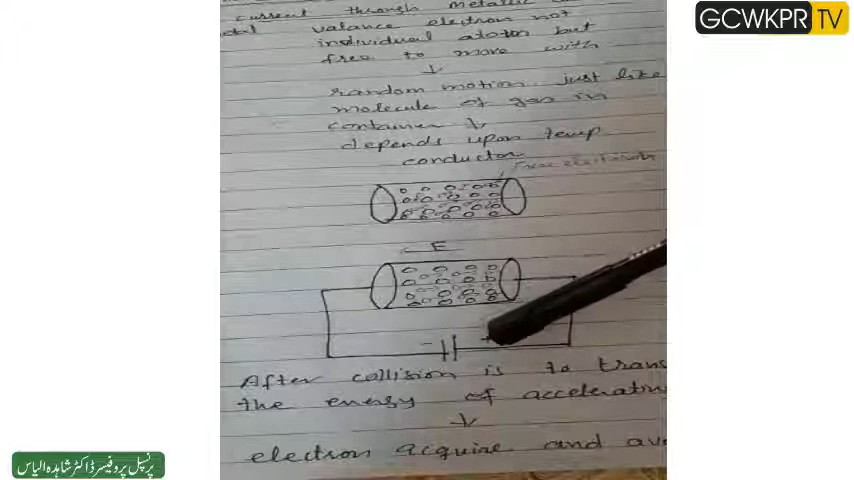 GCWKPR TV
current through metallic
valance electron not
individual atom but
free to move with
random motion just like
molecule of gas in
container
depends upon temp
conductor
Free electrons
E
- +
After collision is to trans
the energy of acceleratin
electron acquire and av
پرنسپل پروفیسر ڈاکٹر شاہدہ الیاس